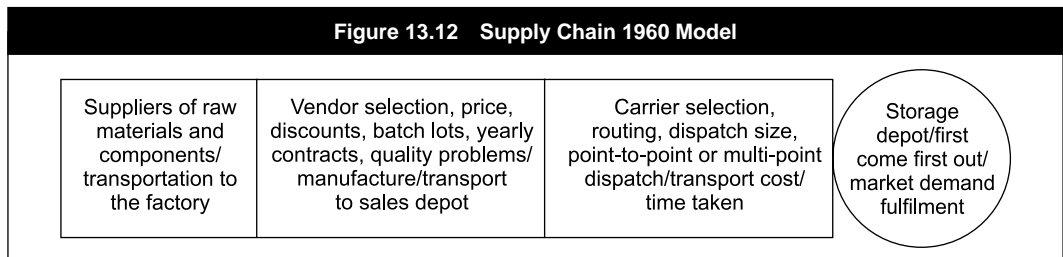 Figure 13.12 Supply Chain 1960 Model
Suppliers of raw
materials and
components/
transportation to
the factory
Vendor selection, price,
discounts, batch lots, yearly
contracts, quality problems/
manufacture/transport
to sales depot
Carrier selection,
routing, dispatch size,
point-to-point or multi-point
dispatch/transport cost/
time taken
Storage
depot/first
come first out/
market demand
fulfilment